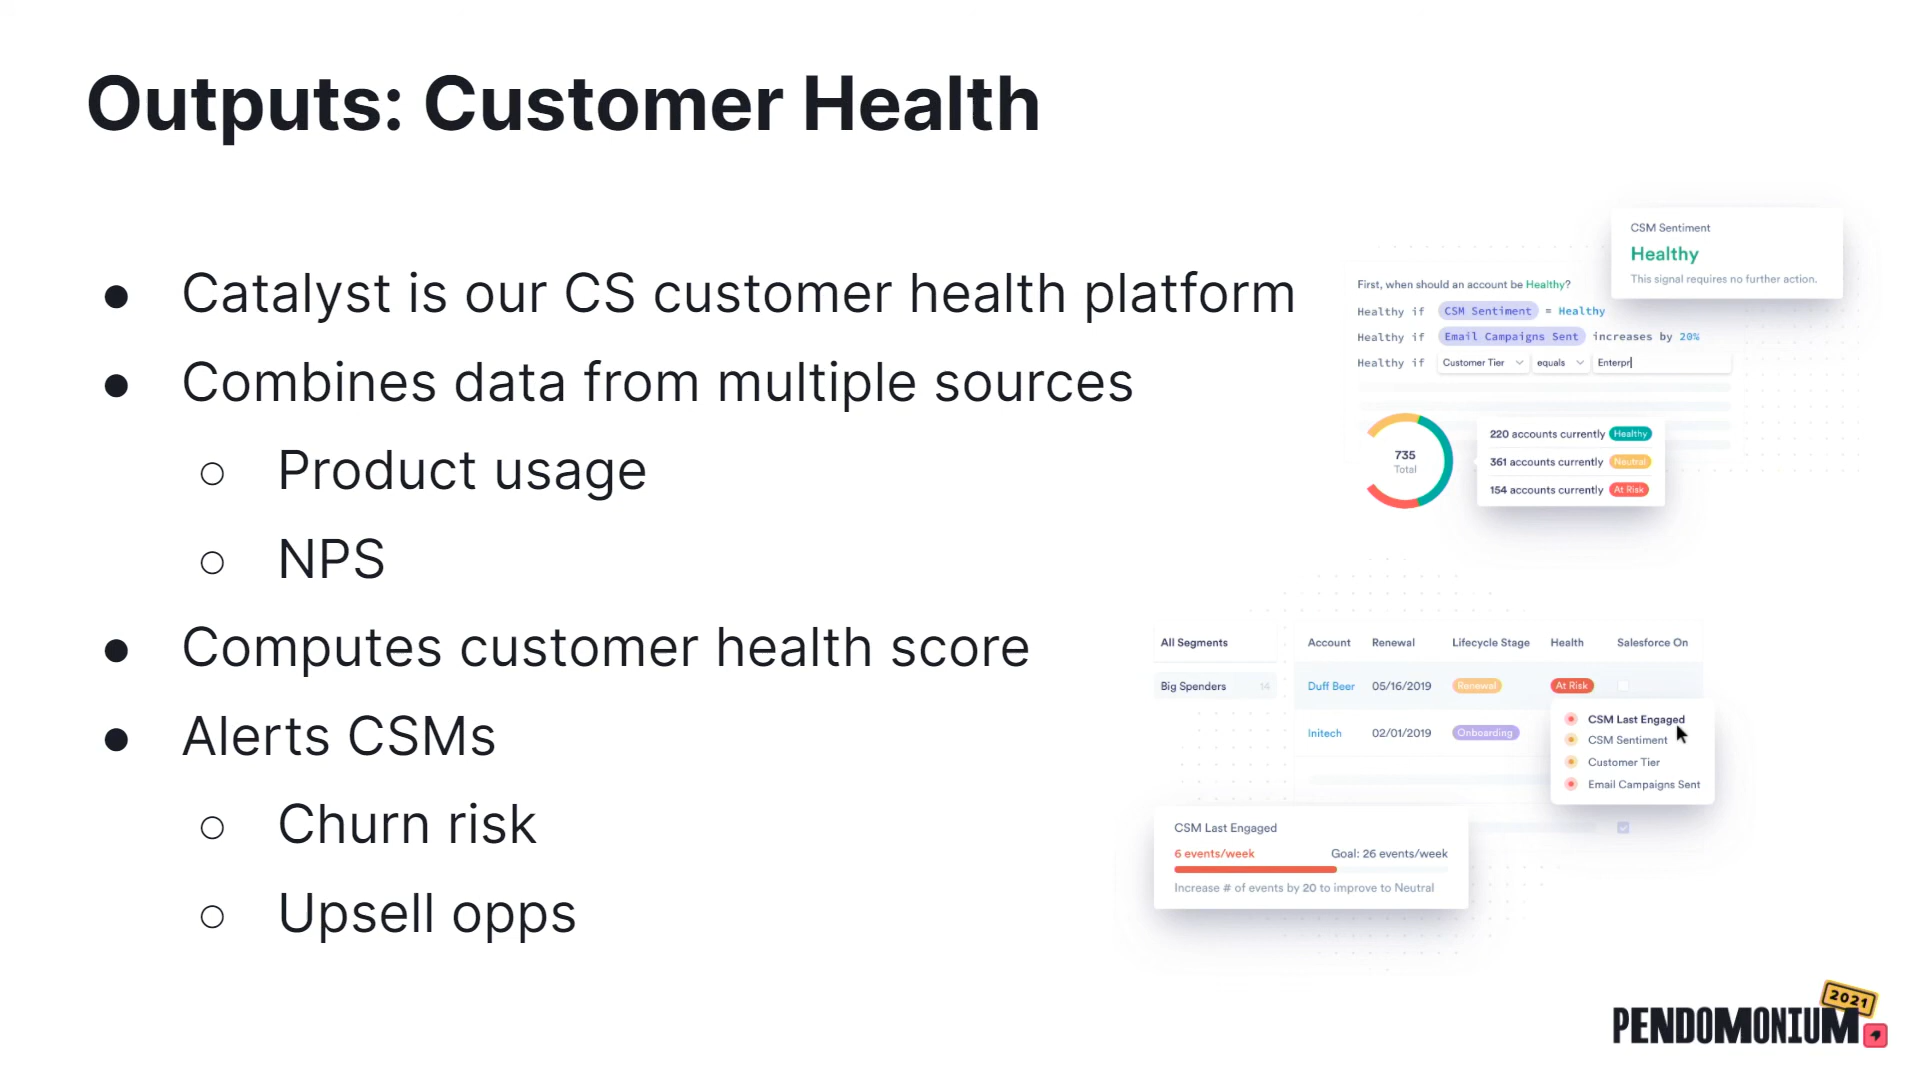 Outputs: Customer Health
● Catalyst is our CS customer health platform
● Combines data from multiple sources
○ Product usage
○ NPS
● Computes customer health score
● Alerts CSMs
○ Churn risk
○ Upsell opps
CSM Sentiment
Healthy
This signal requires no further action.
First, when should an account be Healthy?
Healthy if CSM Sentiment = Healthy
Healthy if Email Campaigns Sent increases by 20%
Healthy if Customer Tier equals Enterpr
735
Total
220 accounts currently Healthy
361 accounts currently Neutral
154 accounts currently At Risk
All Segments
Big Spenders 14
Account Renewal Lifecycle Stage Health Salesforce On
Duff Beer 05/16/2019 Renewal At Risk
Initech 02/01/2019 Onboarding
CSM Last Engaged
CSM Sentiment
Customer Tier
Email Campaigns Sent
CSM Last Engaged
6 events/week Goal: 26 events/week
Increase # of events by 20 to improve to Neutral
2021
PENDOMONIUM